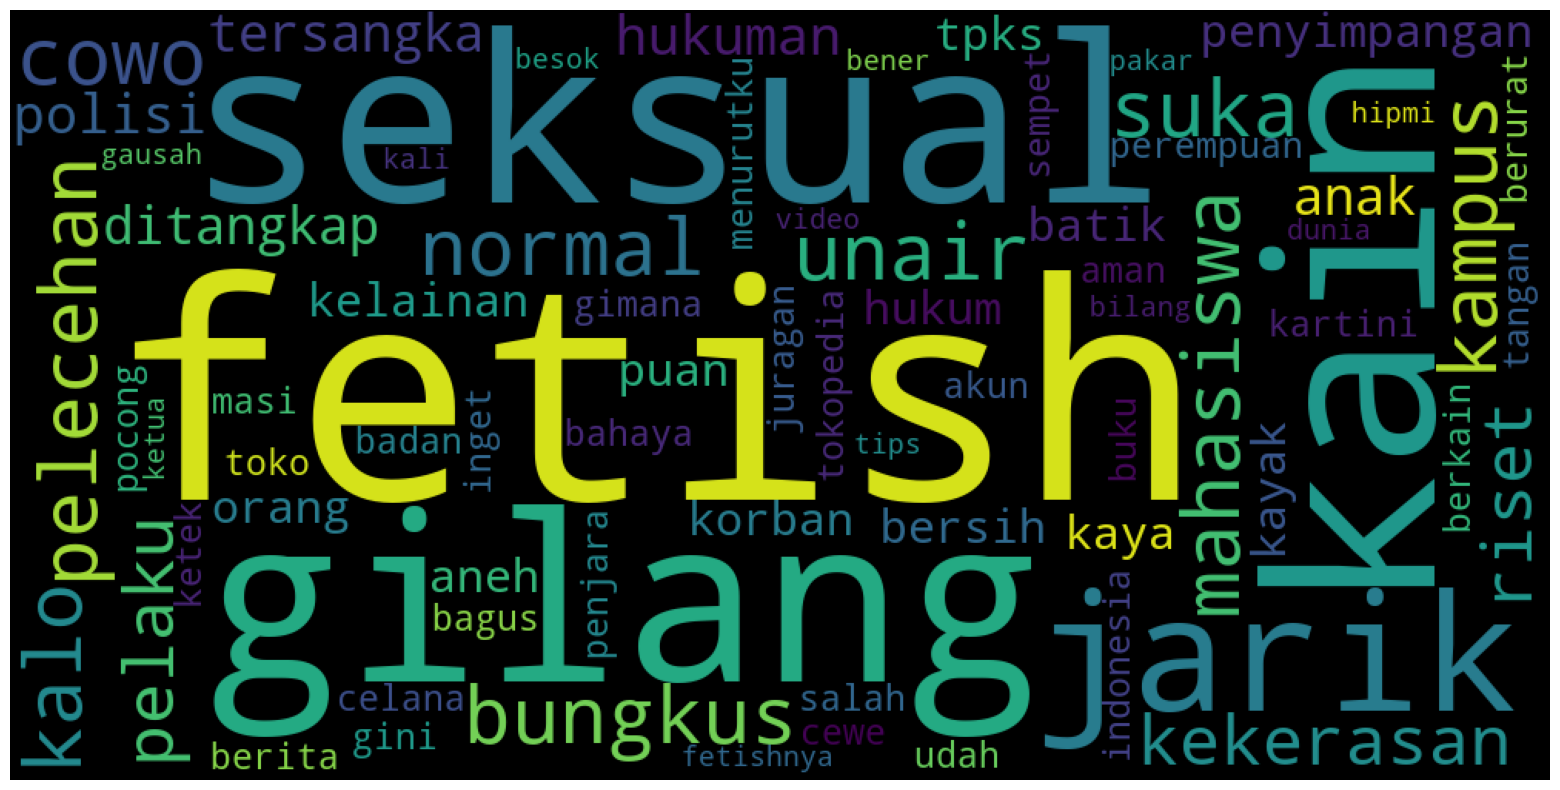 cowo
tersangka
besok
hukuman
bener
tpks
pakar
penyimpangan
polisi
seksual
menurutku
sempet
suka
kain
hipmi
kampus
berurat
gausah
kali
perempuan
pelecehan
ditangkap
normal
video
unair
batik
mahasiswa
anak
dunia
kelainan
gimana
juragan
tokopedia
hukum
aman
bilang
kartini
tangan
fetish
pocong
ketua
masi
puan
akun
buku
kayak
berkain
riset
toko
badan
inget
bahaya
tips
orang
korban
bersih
kaya
kalo
pelaku
ketek
gilang
aneh
bagus
penjara
indonesia
jarik
celana
gini
bungkus
salah
cewe
kekerasan
berita
fetishnya
udah